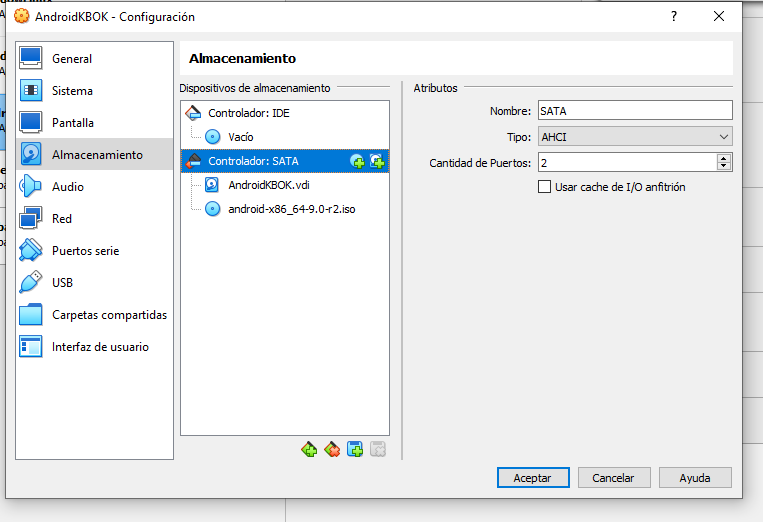 AndroidKBOK - Configuración
?
General
Sistema
Pantalla
Almacenamiento
Audio
Red
Puertos serie
USB
Carpetas compartidas
Interfaz de usuario
Almacenamiento
Dispositivos de almacenamiento
Controlador: IDE
Vacío
Controlador: SATA
AndroidKBOK.vdi
android-x86_64-9.0-r2.iso
Atributos
Nombre: SATA
Tipo: AHCI
Cantidad de Puertos: 2
Usar cache de I/O anfitrión
Aceptar
Cancelar
Ayuda